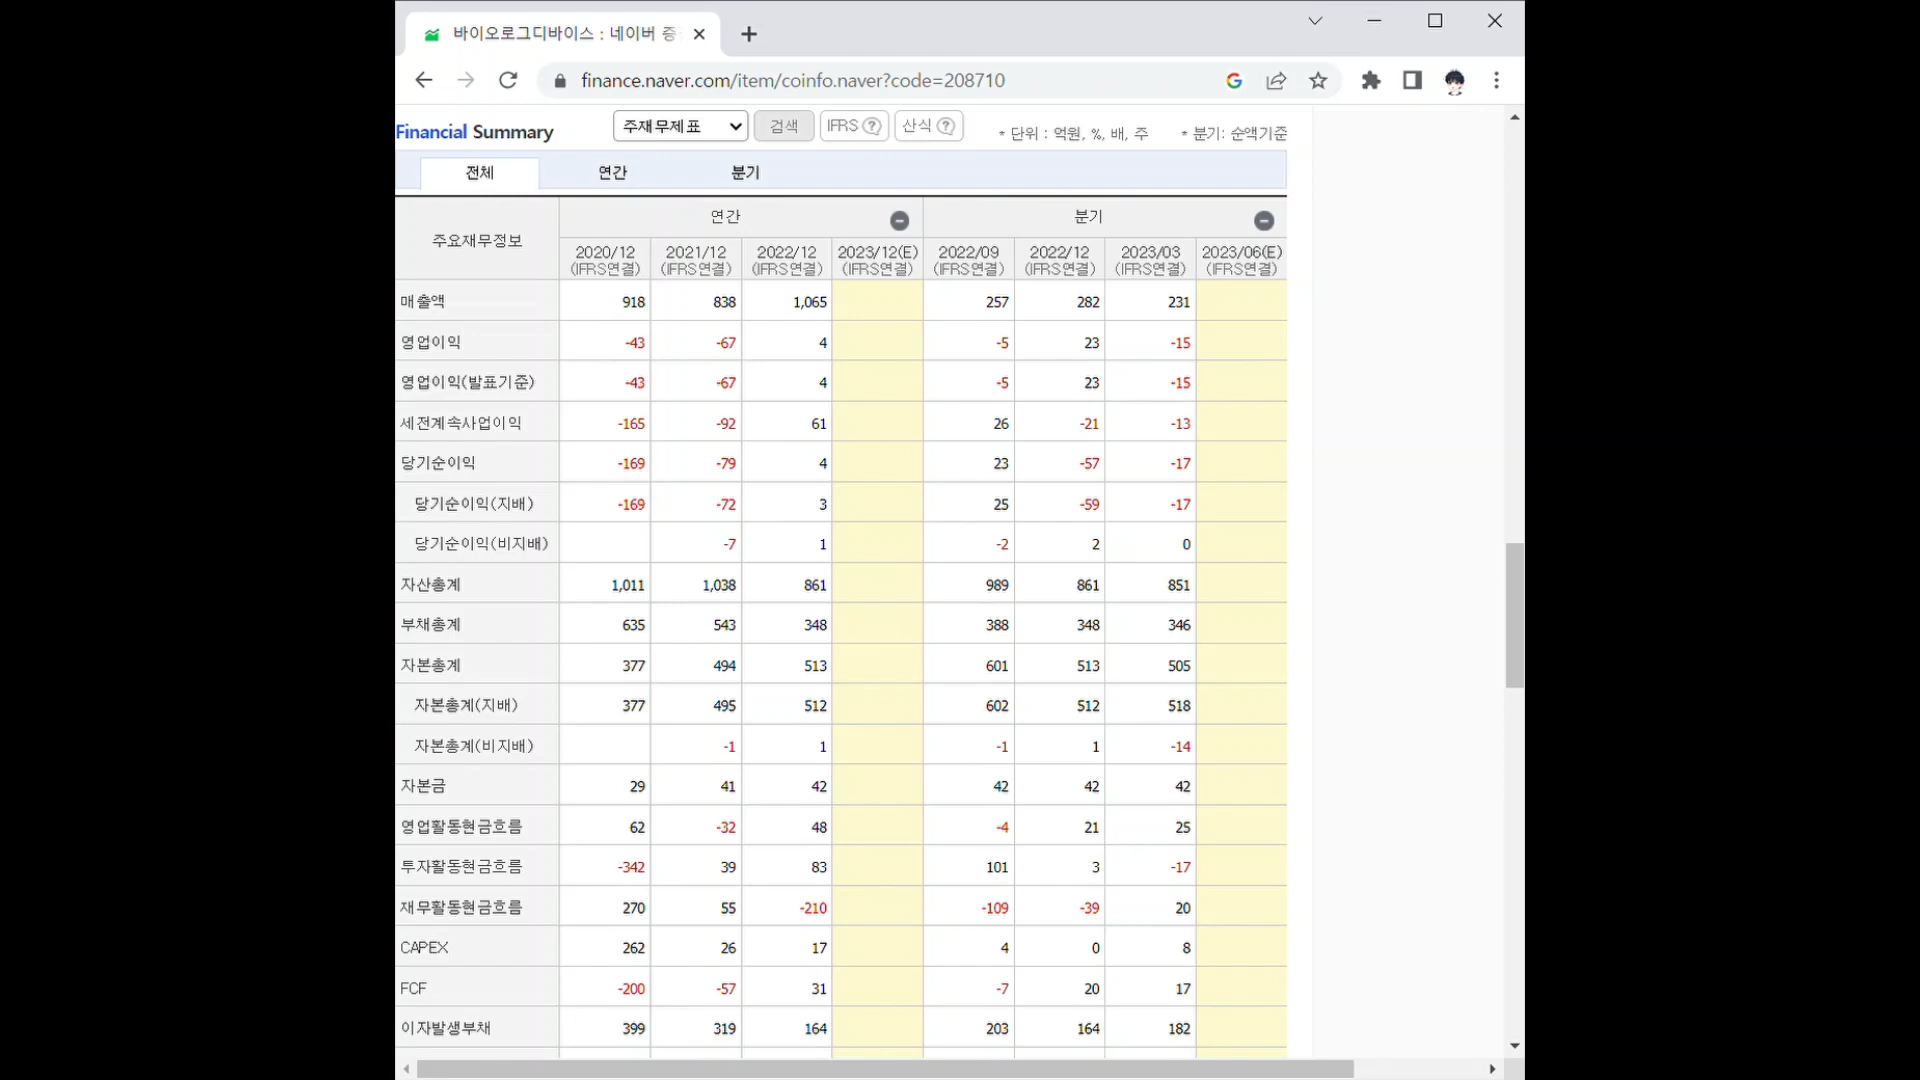 바이오로그디바이스 : 네이버 증
finance.naver.com/item/coinfo.naver?code=208710
Financial Summary 주재무제표 검색 IFRS ? 산식 ? * 단위 : 억원, %, 배, 주 * 분기: 순액기준
전체 연간 분기
주요재무정보 연간 분기
2020/12 2021/12 2022/12 2023/12(E) 2022/09 2022/12 2023/03 2023/06(E)
(IFRS연결) (IFRS연결) (IFRS연결) (IFRS연결) (IFRS연결) (IFRS연결) (IFRS연결) (IFRS연결)
매출액 918 838 1,065 257 282 231
영업이익 -43 -67 4 -5 23 -15
영업이익(발표기준) -43 -67 4 -5 23 -15
세전계속사업이익 -165 -92 61 26 -21 -13
당기순이익 -169 -79 4 23 -57 -17
당기순이익(지배) -169 -72 3 25 -59 -17
당기순이익(비지배) -7 1 -2 2 0
자산총계 1,011 1,038 861 989 861 851
부채총계 635 543 348 388 348 346
자본총계 377 494 513 601 513 505
자본총계(지배) 377 495 512 602 512 518
자본총계(비지배) -1 1 -1 1 -14
자본금 29 41 42 42 42 42
영업활동현금흐름 62 -32 48 -4 21 25
투자활동현금흐름 -342 39 83 101 3 -17
재무활동현금흐름 270 55 -210 -109 -39 20
CAPEX 262 26 17 4 0 8
FCF -200 -57 31 -7 20 17
이자발생부채 399 319 164 203 164 182